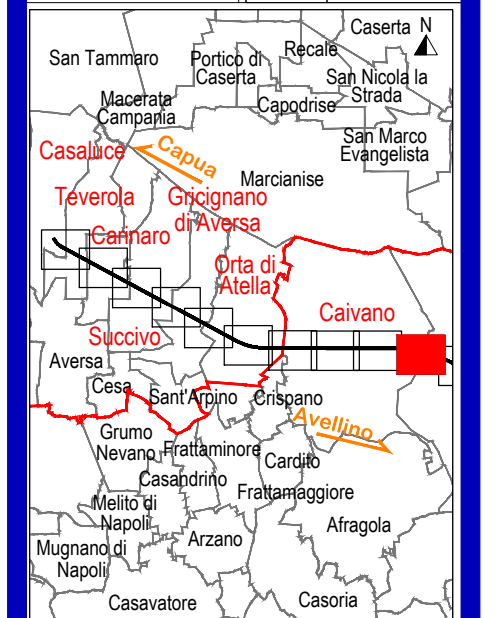 Caserta
N
Recale
San Tammaro
Portico di
Caserta
San Nicola la
Strada
Macerata
Campania
Capodrise
San Marco
Evangelista
Casaluce
Capua
Marcianise
Teverola
Gricignano
di Aversa
Carinaro
Orta di
Atella
Caivano
Succivo
Aversa
Cesa
Sant'Arpino
Crispano
Avellino
Grumo
Nevano
Frattaminore
Cardito
Casandrino
Frattamaggiore
Melito di
Napoli
Afragola
Arzano
Mugnano di
Napoli
Casavatore
Casoria